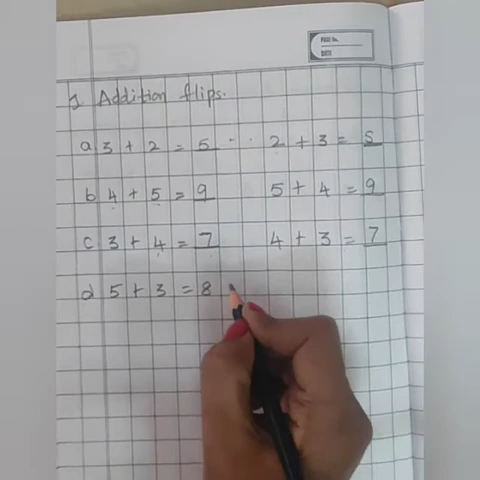 PAGE No.
DATE
1 Addition flips.
a 3 + 2 = 5 2 + 3 = 5
b 4 + 5 = 9 5 + 4 = 9
c 3 + 4 = 7 4 + 3 = 7
d 5 + 3 = 8